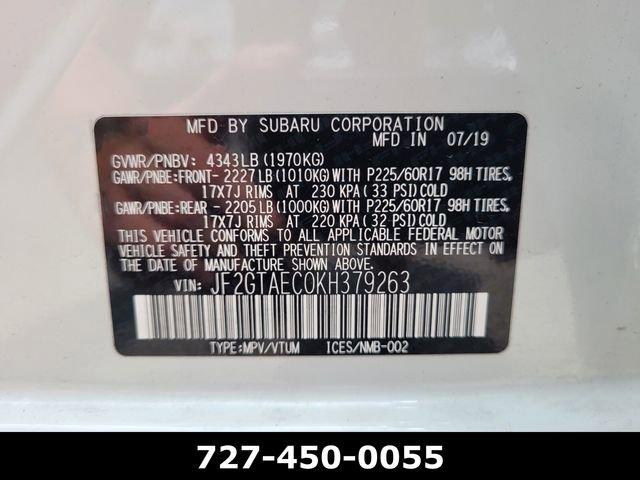 MFD BY SUBARU CORPORATION
MFD IN 07/19
GVWR/PNBV: 4343LB (1970KG)
GAWR/PNBE:FRONT- 2227LB (1010KG) WITH P225/60R17 98H TIRES,
17X7J RIMS AT 230 KPA (33 PSI) COLD
GAWR/PNBE:REAR - 2205LB (1000KG) WITH P225/60R17 98H TIRES,
17X7J RIMS AT 220 KPA (32 PSI) COLD
THIS VEHICLE CONFORMS TO ALL APPLICABLE FEDERAL MOTOR
VEHICLE SAFETY AND THEFT PREVENTION STANDARDS IN EFFECT ON
THE DATE OF MANUFACTURE SHOWN ABOVE.
VIN: JF2GTAEC0KH379263
TYPE:MPV/VTUM ICES/NMB-002
727-450-0055